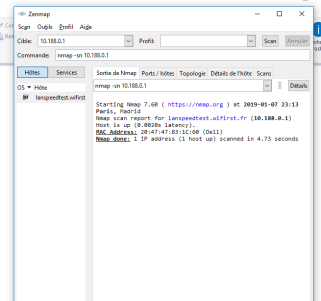 Zenmap
Scan Outils Profil Aide
Cible: 10.188.0.1 Profil: Scan Annuler
Commande: nmap -sn 10.188.0.1
Hôtes Services
Sortie de Nmap Ports / hôtes Topologie Détails de l'hôte Scans
OS Hôte
nmap -sn 10.188.0.1 Détails
lanspeedtest.wifirst
Starting Nmap 7.60 ( https://nmap.org ) at 2019-01-07 23:13
Paris, Madrid
Nmap scan report for lanspeedtest.wifirst.fr (10.188.0.1)
Host is up (0.0020s latency).
MAC Address: 20:47:47:83:1C:60 (Dell)
Nmap done: 1 IP address (1 host up) scanned in 4.73 seconds